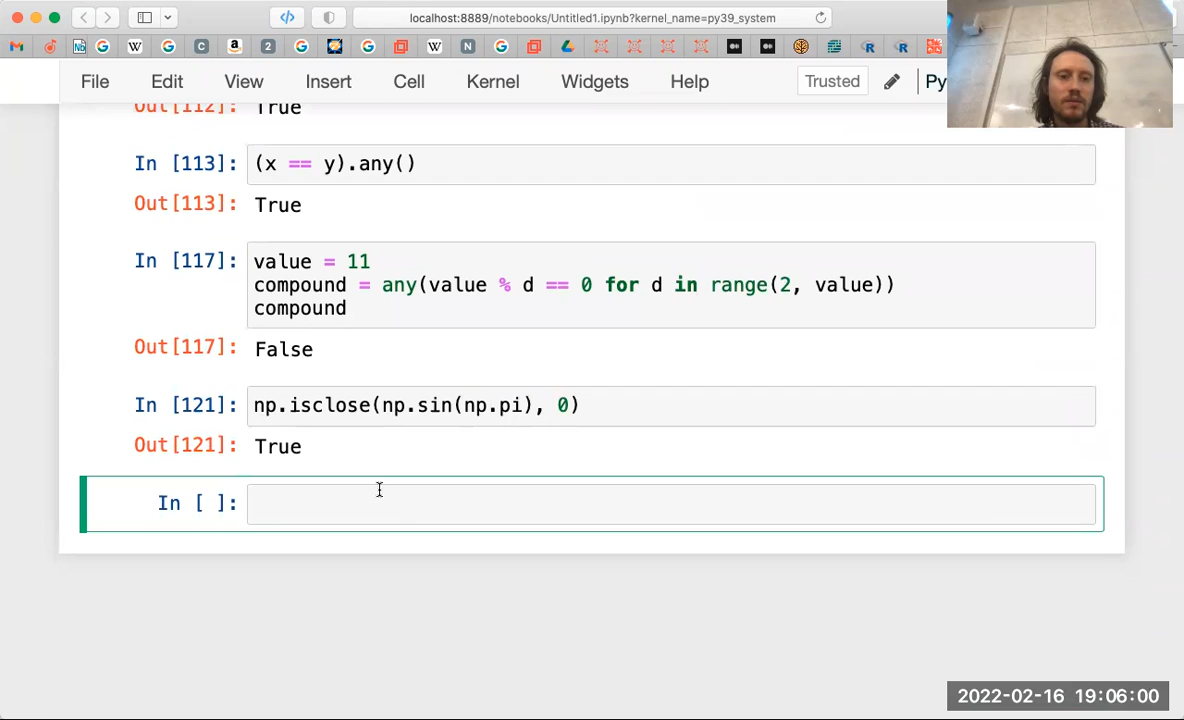 localhost:8889/notebooks/Untitled1.ipynb?kernel_name=py39_system
File Edit View Insert Cell Kernel Widgets Help Trusted Py
Out[112]: True
In [113]: (x == y).any()
Out[113]: True
In [117]: value = 11
compound = any(value % d == 0 for d in range(2, value))
compound
Out[117]: False
In [121]: np.isclose(np.sin(np.pi), 0)
Out[121]: True
In [ ]:
2022-02-16 19:06:00